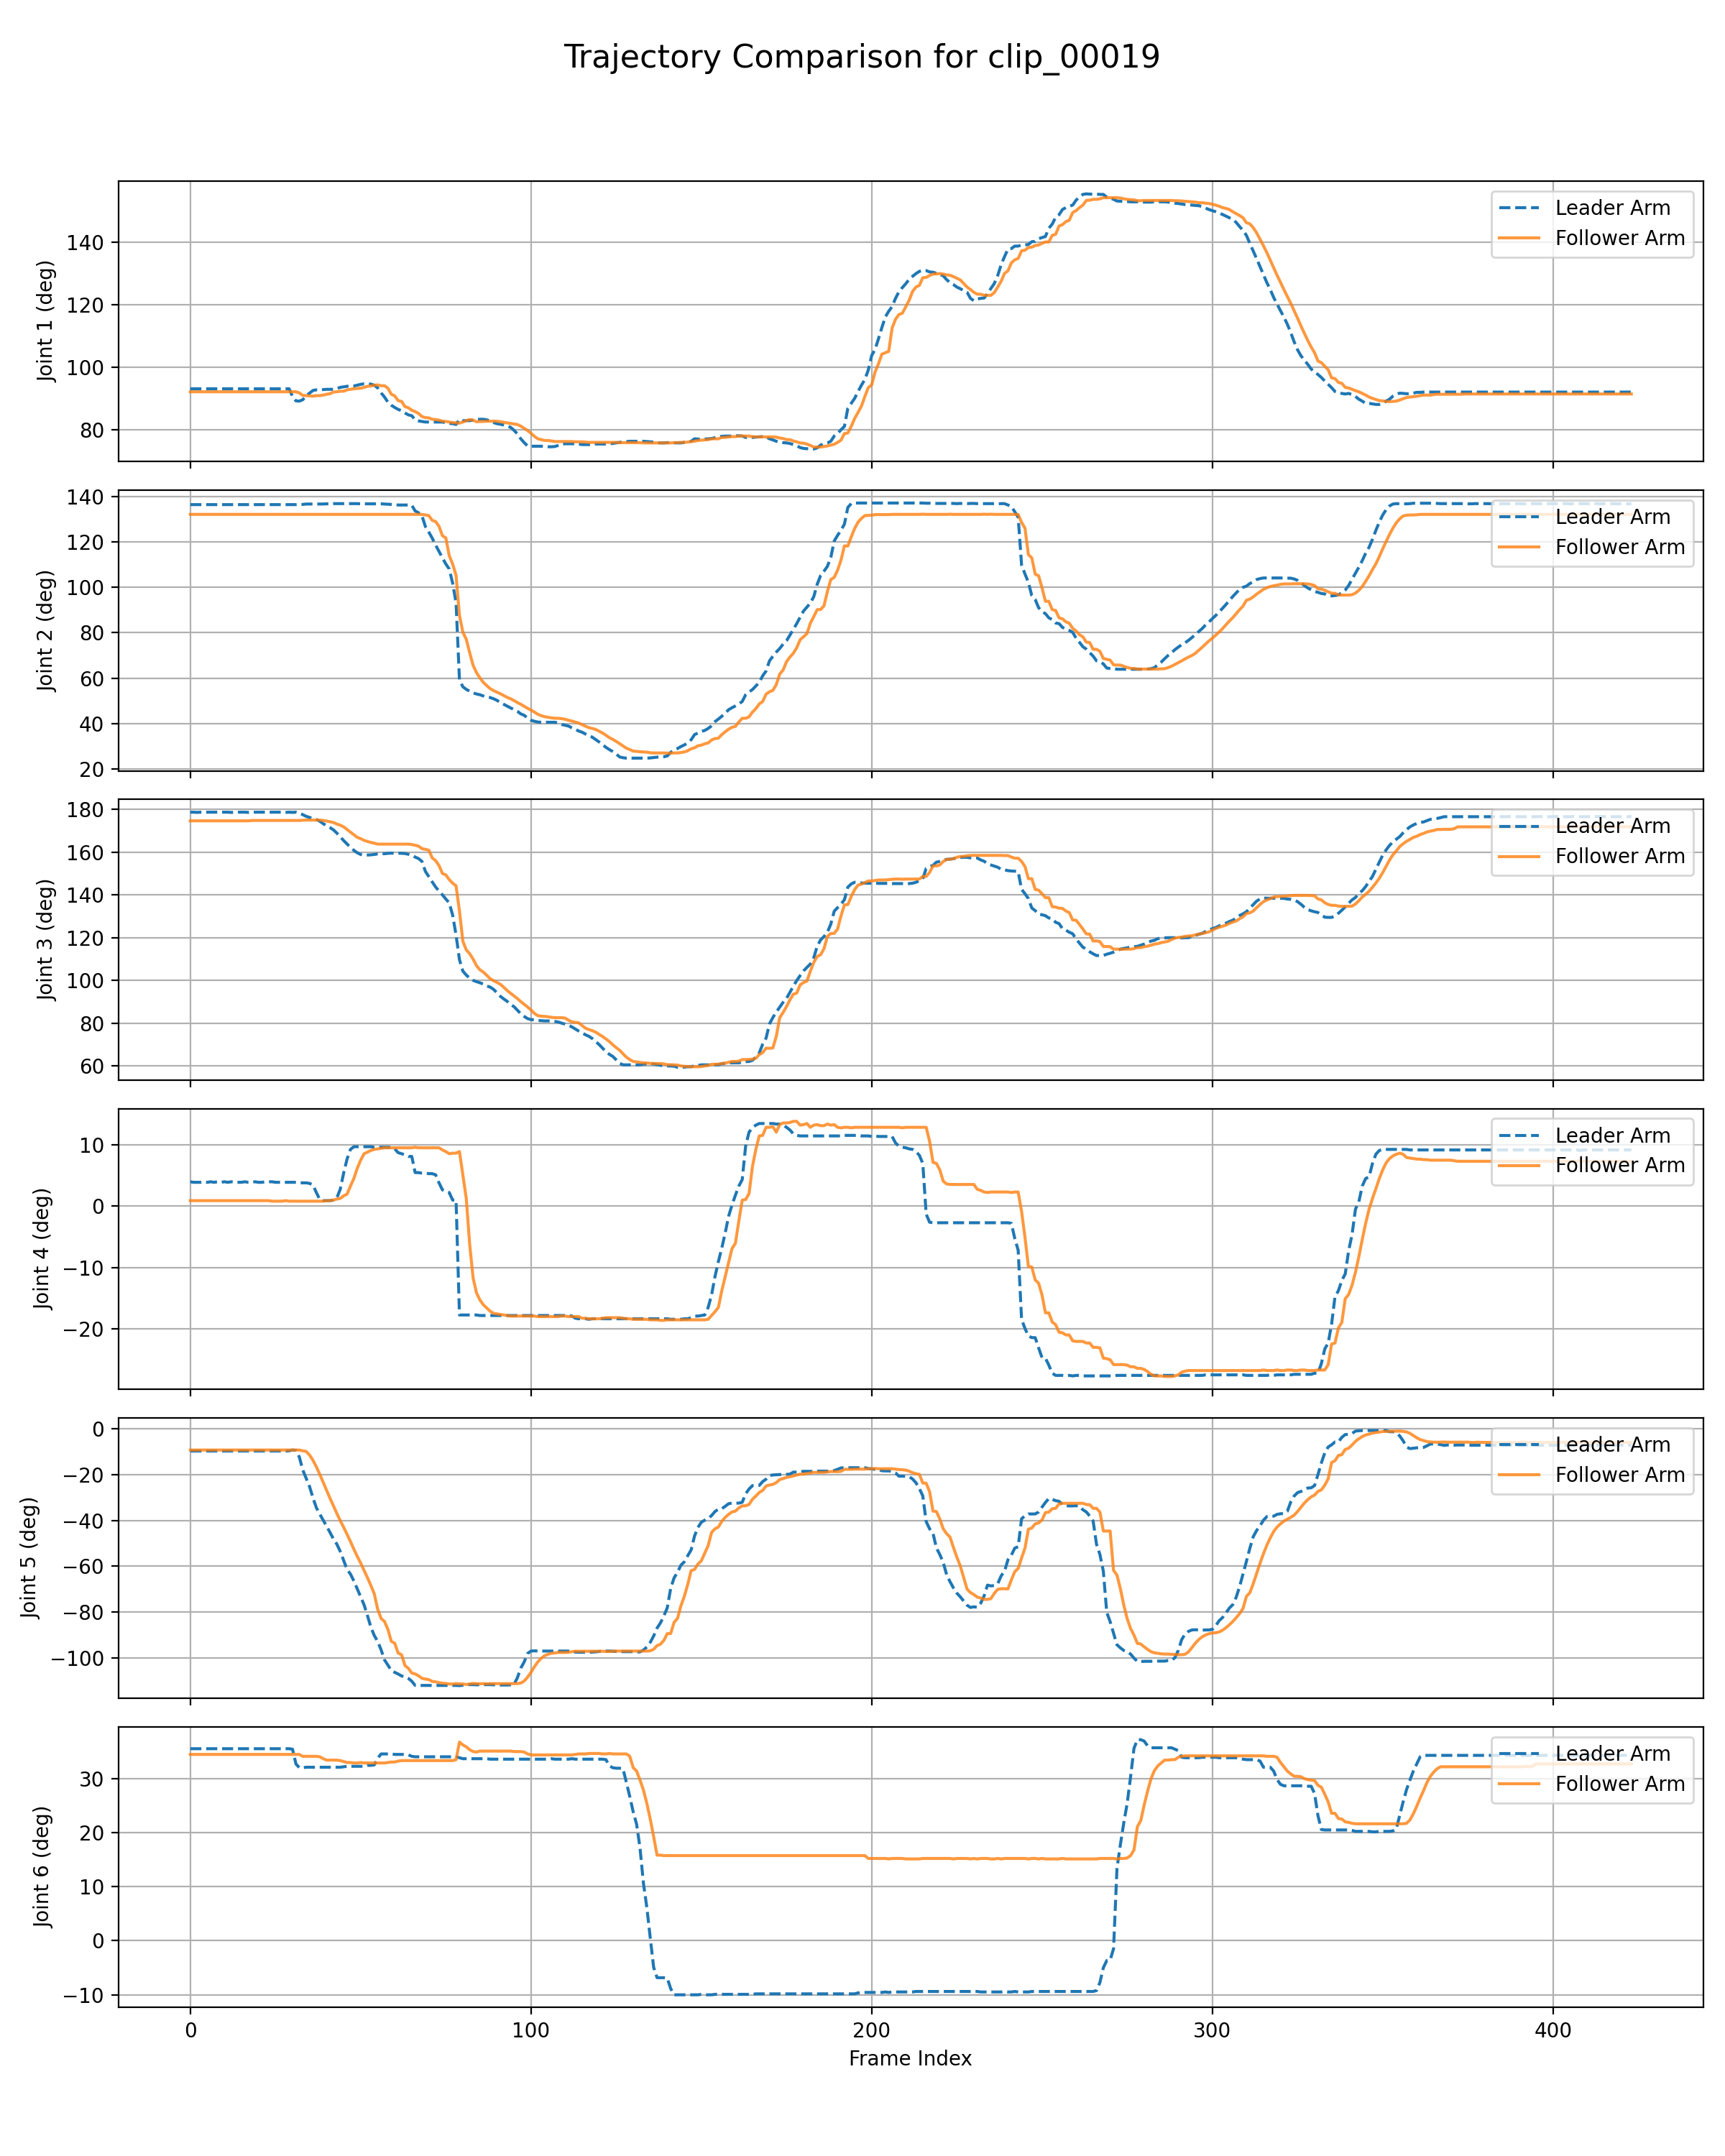 Trajectory Comparison for clip_00019
Joint 1 (deg)
140
120
100
80
Leader Arm
Follower Arm
Joint 2 (deg)
140
120
100
80
60
40
20
Leader Arm
Follower Arm
Joint 3 (deg)
180
160
140
120
100
80
60
Leader Arm
Follower Arm
Joint 4 (deg)
10
0
−10
−20
Leader Arm
Follower Arm
Joint 5 (deg)
0
−20
−40
−60
−80
−100
Leader Arm
Follower Arm
Joint 6 (deg)
30
20
10
0
−10
Leader Arm
Follower Arm
0 100 200 300 400
Frame Index